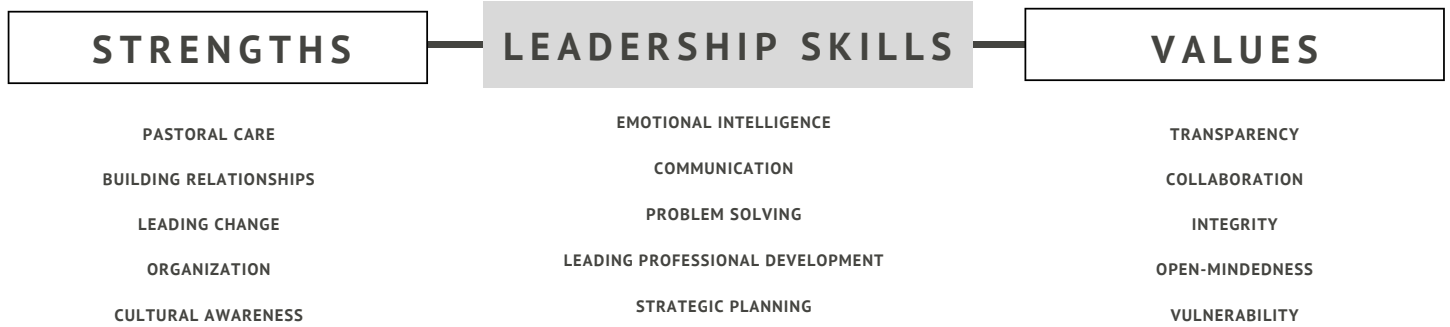 STRENGTHS
PASTORAL CARE
BUILDING RELATIONSHIPS
LEADING CHANGE
ORGANIZATION
CULTURAL AWARENESS
LEADERSHIP SKILLS
EMOTIONAL INTELLIGENCE
COMMUNICATION
PROBLEM SOLVING
LEADING PROFESSIONAL DEVELOPMENT
STRATEGIC PLANNING
VALUES
TRANSPARENCY
COLLABORATION
INTEGRITY
OPEN-MINDEDNESS
VULNERABILITY